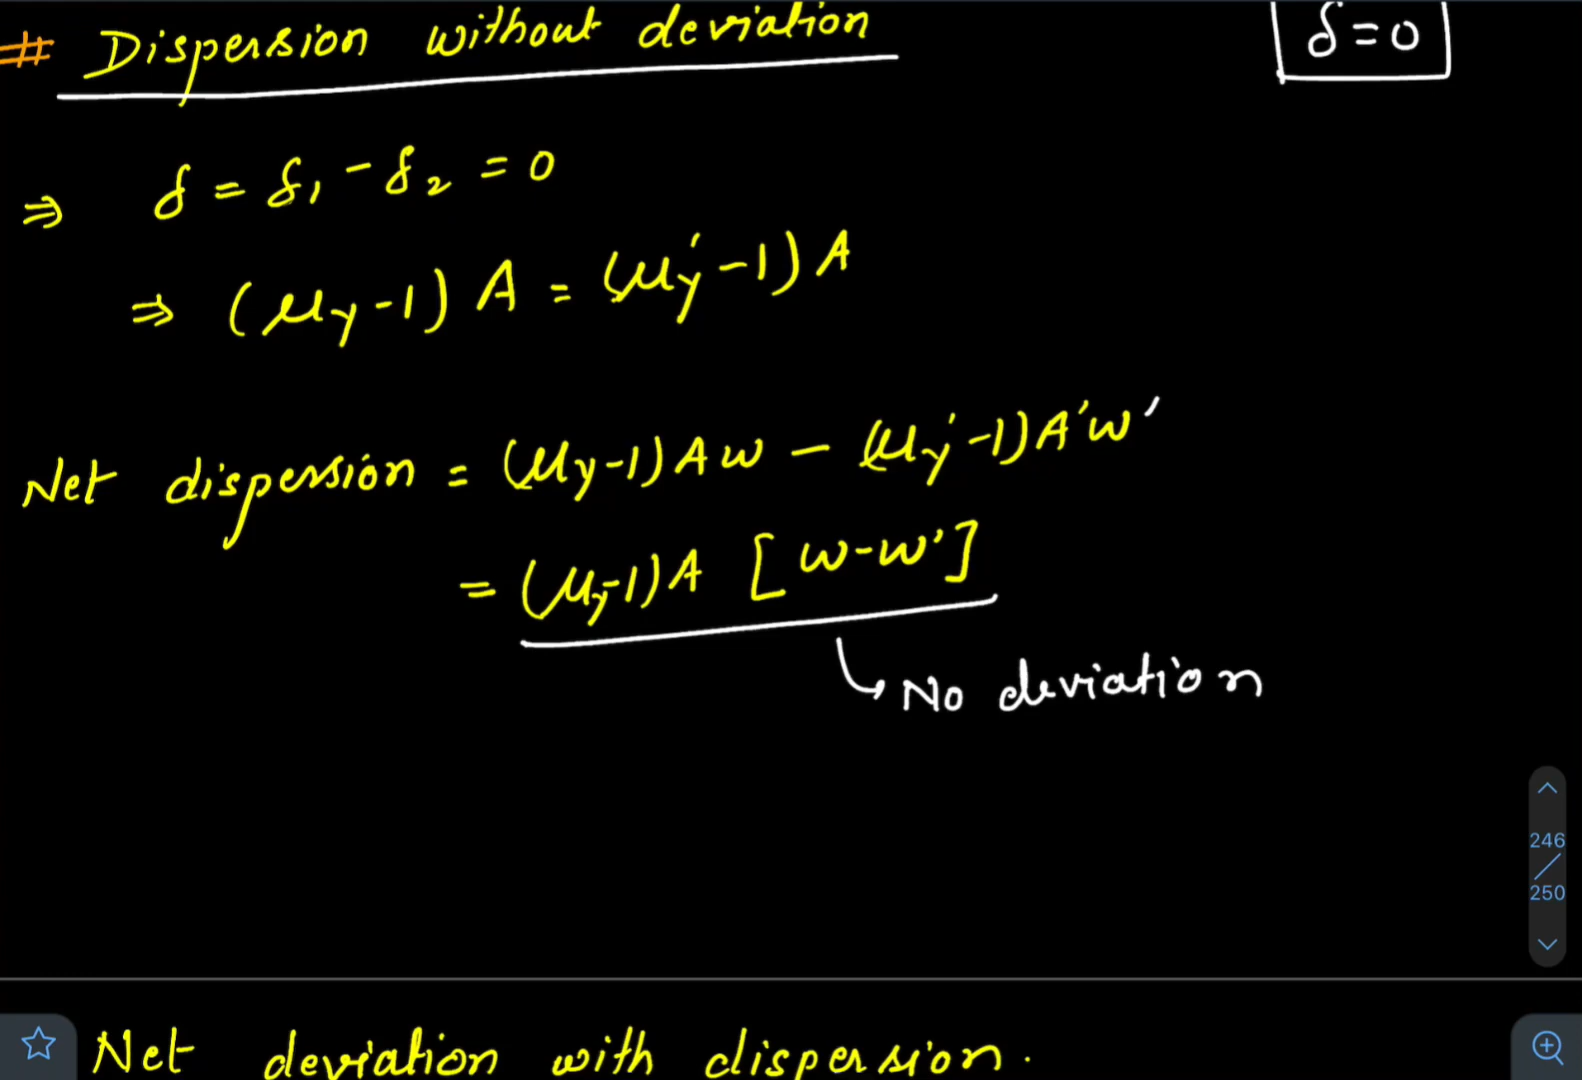 # Dispersion without deviation
δ=0
⇒ δ = δ₁ - δ₂ = 0
⇒ (μy-1) A = (μy'-1) A
Net dispersion = (μy-1) A w - (μy'-1) A'w'
= (μy-1) A [w-w']
↳ No deviation
246
/
250
Net deviation with dispersion.